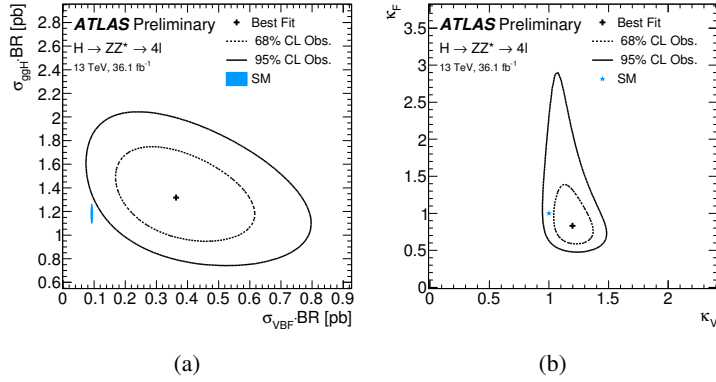 σggH·BR [pb]
2.8
2.6
2.4
2.2
2
1.8
1.6
1.4
1.2
1
0.8
0.6
ATLAS Preliminary
H → ZZ* → 4l
13 TeV, 36.1 fb-1
Best Fit
68% CL Obs.
95% CL Obs.
SM
0 0.1 0.2 0.3 0.4 0.5 0.6 0.7 0.8 0.9
σVBF·BR [pb]
(a)
κF
3.5
3
2.5
2
1.5
1
0.5
0
ATLAS Preliminary
H → ZZ* → 4l
13 TeV, 36.1 fb-1
Best Fit
68% CL Obs.
95% CL Obs.
SM
0 0.5 1 1.5 2
κV
(b)